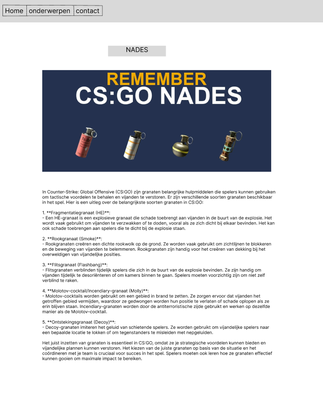 Home onderwerpen contact
NADES
REMEMBER
CS:GO NADES
In Counter-Strike: Global Offensive (CS:GO) zijn granaten belangrijke hulpmiddelen die spelers kunnen gebruiken
om tactische voordelen te behalen en vijanden te verstoren. Er zijn verschillende soorten granaten beschikbaar
in het spel. Hier is een uitleg over de belangrijkste soorten granaten in CS:GO:
1. **Fragmentatiegranaat (HE)**:
- Een HE-granaat is een explosieve granaat die schade toebrengt aan vijanden in de buurt van de explosie. Het
wordt vaak gebruikt om vijanden te verzwakken of te doden, vooral als ze zich dicht bij elkaar bevinden. Het kan
ook schade toebrengen aan spelers die te dicht bij de explosie staan.
2. **Rookgranaat (Smoke)**:
- Rookgranaten creëren een dichte rookwolk op de grond. Ze worden vaak gebruikt om zichtlijnen te blokkeren
en de beweging van vijanden te belemmeren. Rookgranaten zijn handig voor het creëren van dekking bij het
overweldigen van vijandelijke posities.
3. **Flitsgranaat (Flashbang)**:
- Flitsgranaten verblinden tijdelijk spelers die zich in de buurt van de explosie bevinden. Ze zijn handig om
vijanden tijdelijk te desoriënteren of om kamers binnen te gaan. Spelers moeten voorzichtig zijn om niet zelf
verblind te raken.
4. **Molotov-cocktail/Incendiary-granaat (Molly)**:
- Molotov-cocktails worden gebruikt om een gebied in brand te zetten. Ze zorgen ervoor dat vijanden het
getroffen gebied vermijden, waardoor ze gedwongen worden hun positie te verlaten of schade oplopen als ze
erin blijven staan. Incendiary-granaten worden door de antiterroristische zijde gebruikt en werken op dezelfde
manier als de Molotov-cocktail.
5. **Ontstekingsgranaat (Decoy)**:
- Decoy-granaten imiteren het geluid van schietende spelers. Ze worden gebruikt om vijandelijke spelers naar
een bepaalde locatie te lokken of om tegenstanders te misleiden met nepgeluiden.
Het juist inzetten van granaten is essentieel in CS:GO, omdat ze je strategische voordelen kunnen bieden en
vijandelijke plannen kunnen verstoren. Het kiezen van de juiste granaten op basis van de situatie en het
coördineren met je team is cruciaal voor succes in het spel. Spelers moeten ook leren hoe ze granaten effectief
kunnen gooien om maximale impact te bereiken.